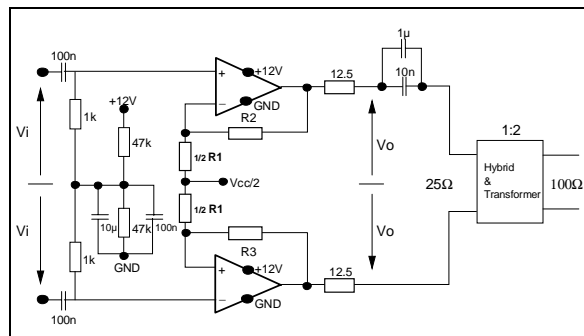 1µ
100n
+
+12V
12.5
10n
+12V
−
GND
R2
1:2
Vi
1k
47k
1/2 R1
Vo
Hybrid
&
Transformer
Vcc/2
25Ω
100Ω
1/2 R1
10µ
47k
100n
Vi
1k
GND
R3
Vo
+
+12V
12.5
−
GND
100n